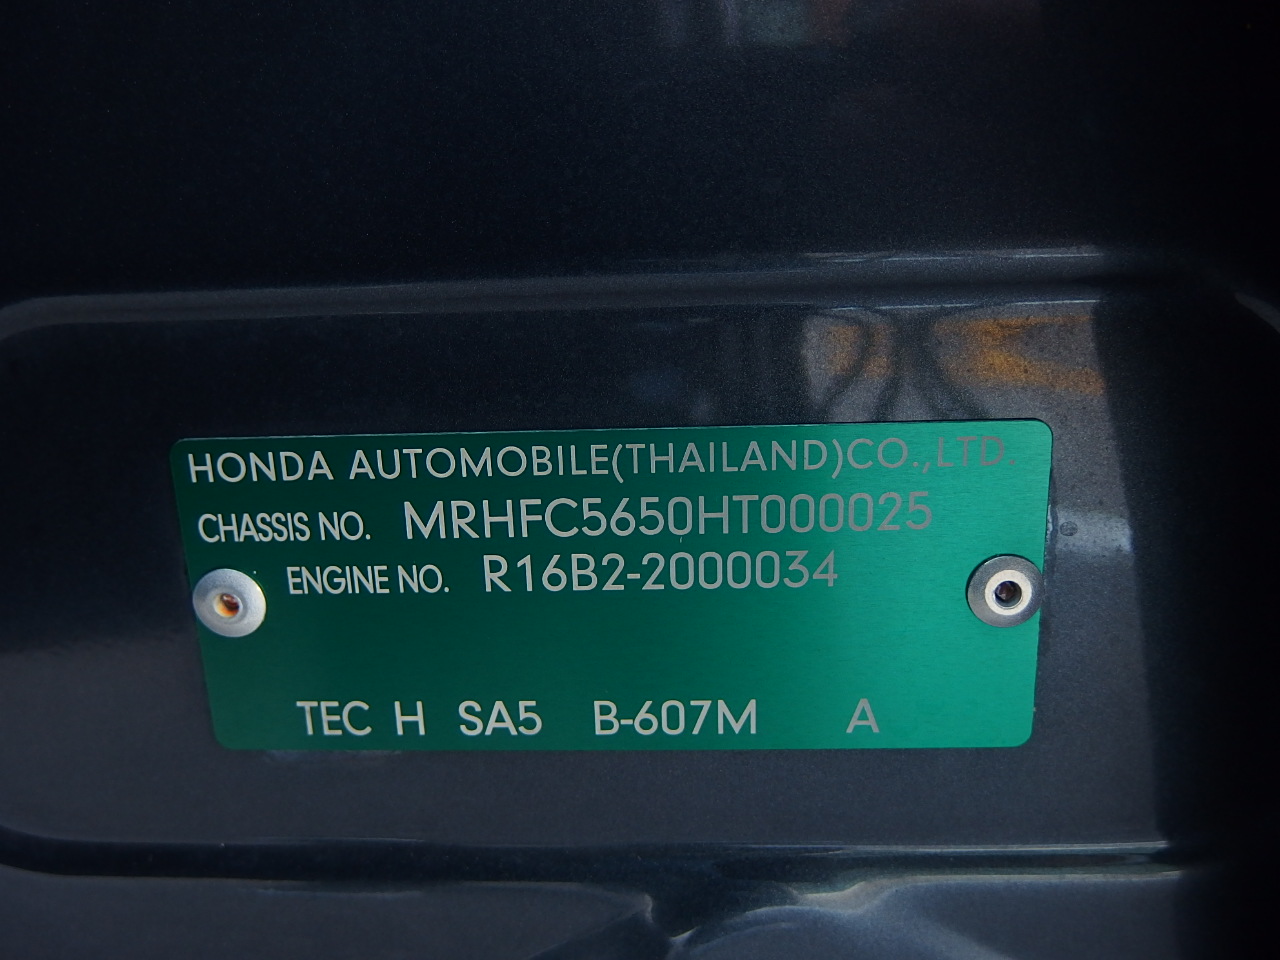 HONDA AUTOMOBILE(THAILAND)CO.,LTD.
CHASSIS NO. MRHFC5650HT000025
ENGINE NO. R16B2-2000034
TEC H SA5 B-607M A